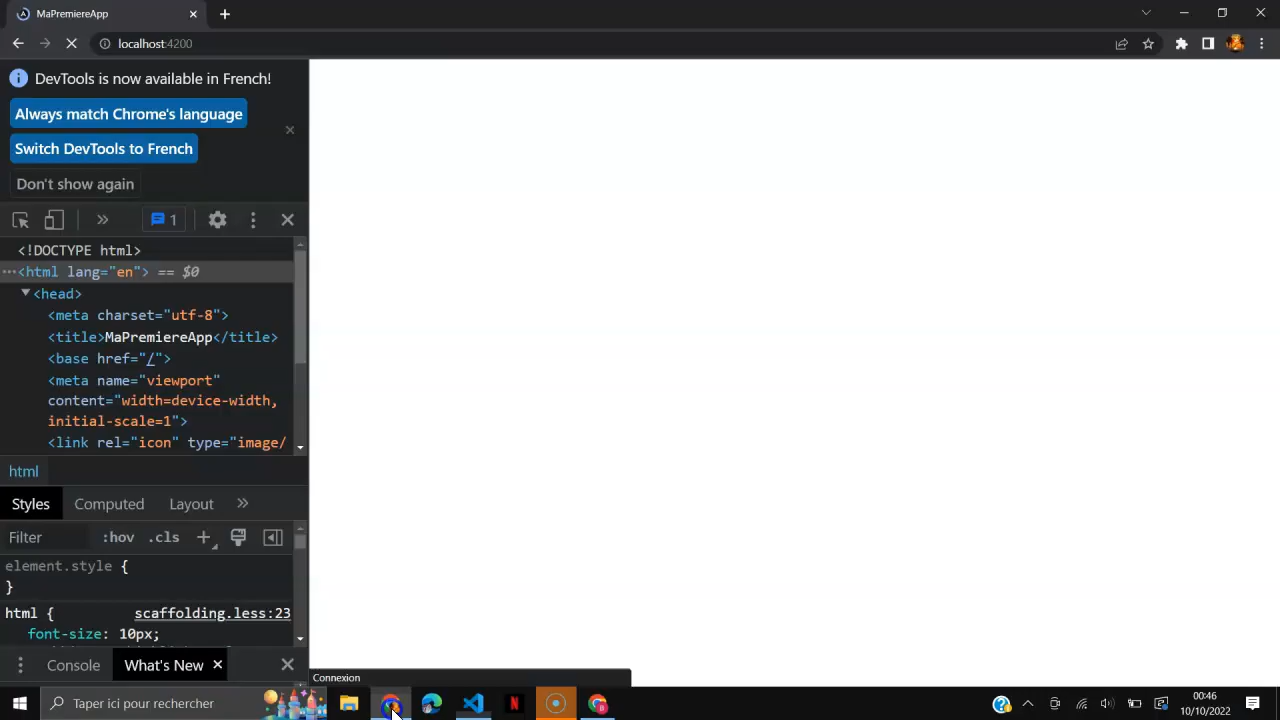 MaPremiereApp
localhost:4200
DevTools is now available in French!
Always match Chrome's language
Switch DevTools to French
Don't show again
1
<!DOCTYPE html>
<html lang="en"> == $0
<head>
<meta charset="utf-8">
<title>MaPremiereApp</title>
<base href="/">
<meta name="viewport"
content="width=device-width,
initial-scale=1">
<link rel="icon" type="image/
html
Styles Computed Layout
Filter :hov .cls
element.style {
}
html { scaffolding.less:23
font-size: 10px;
Console What's New
Connexion
Taper ici pour rechercher
00:46
10/10/2022